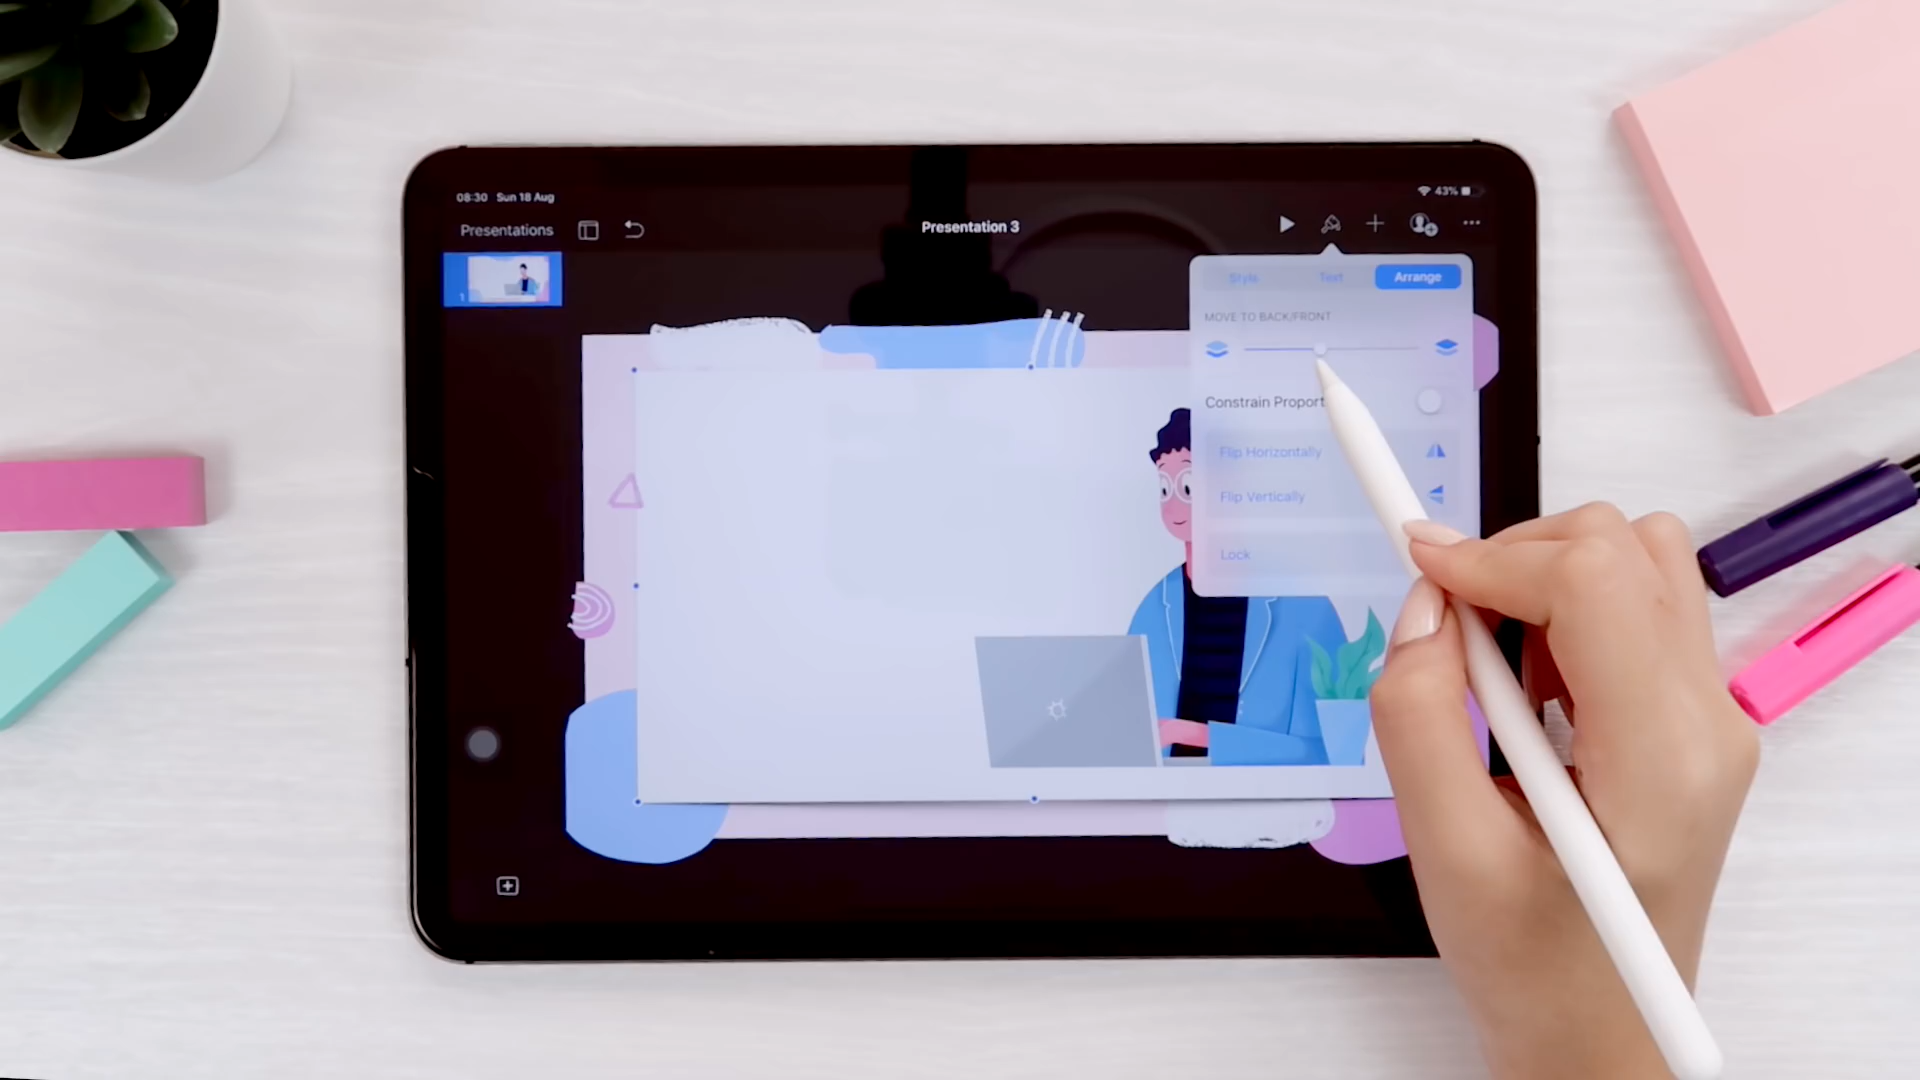 08:30 Sun 18 Aug
43%
Presentations
Presentation 3
1
Style
Text
Arrange
MOVE TO BACK/FRONT
Constrain Proport
Flip Horizontally
Flip Vertically
Lock